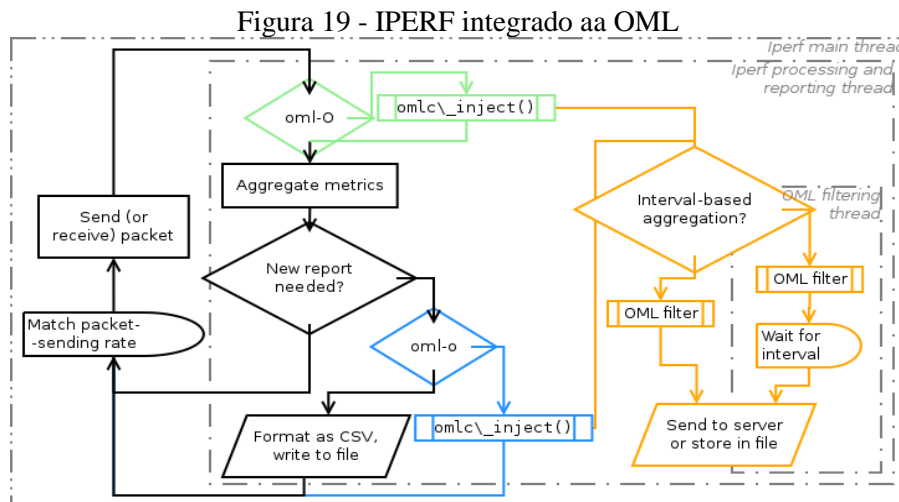 Figura 19 - IPERF integrado aa OML
Iperf main thread
Iperf processing and
reporting thread
oml-O
omlc\_inject()
Aggregate metrics
Send (or
receive) packet
Interval-based
aggregation?
OML filtering
thread
New report
needed?
OML filter
OML filter
Match packet-
-sending rate
oml-o
Wait for
interval
Format as CSV,
write to file
omlc\_inject()
Send to server
or store in file